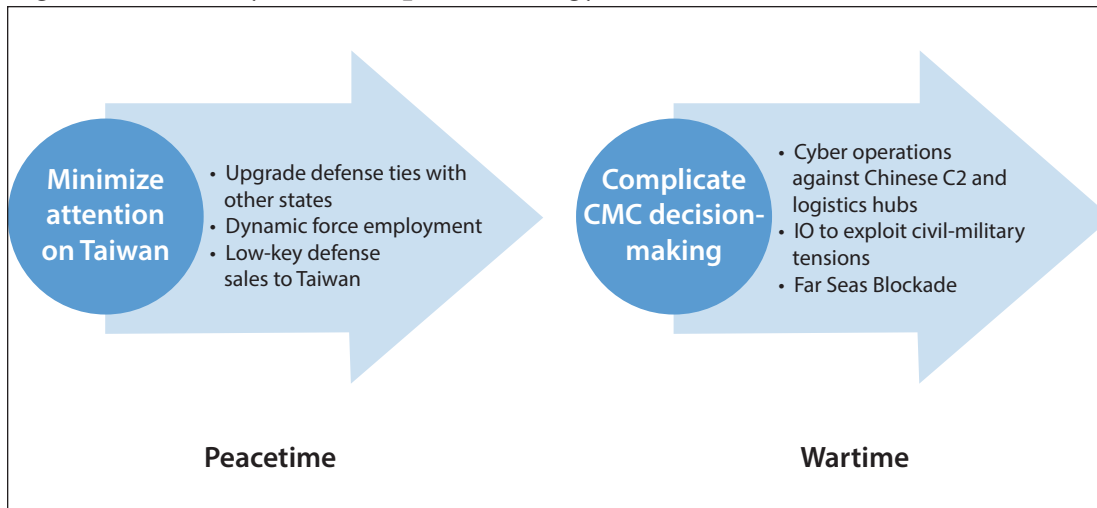 Minimize
attention
on Taiwan
• Upgrade defense ties with
other states
• Dynamic force employment
• Low-key defense
sales to Taiwan
Complicate
CMC decision-
making
• Cyber operations
against Chinese C2 and
logistics hubs
• IO to exploit civil-military
tensions
• Far Seas Blockade
Peacetime
Wartime